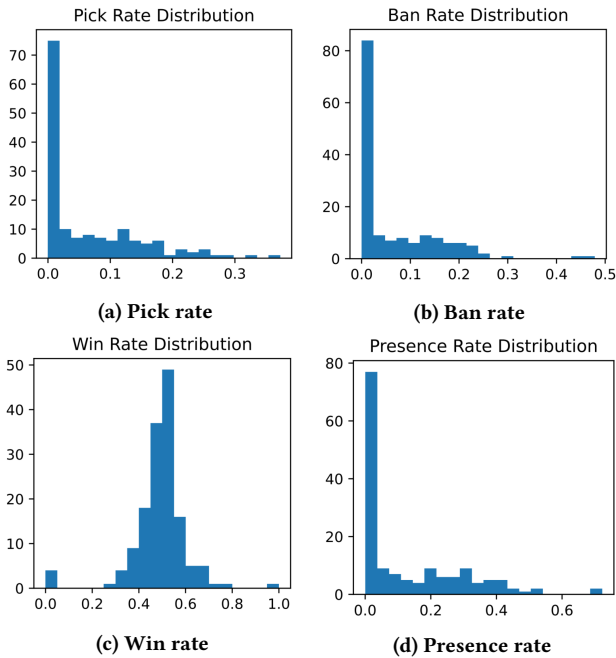 Pick Rate Distribution
70
60
50
40
30
20
10
0
0.0 0.1 0.2 0.3
(a) Pick rate
Ban Rate Distribution
80
60
40
20
0
0.0 0.1 0.2 0.3 0.4 0.5
(b) Ban rate
Win Rate Distribution
50
40
30
20
10
0
0.0 0.2 0.4 0.6 0.8 1.0
(c) Win rate
Presence Rate Distribution
80
60
40
20
0
0.0 0.2 0.4 0.6
(d) Presence rate